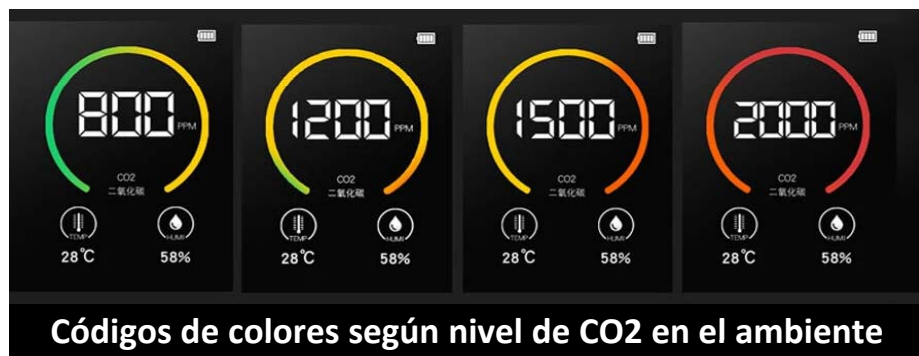 800 PPM
CO2
二氧化碳
TEMP HUMI
28℃ 58%
1200 PPM
CO2
二氧化碳
TEMP HUMI
28℃ 58%
1500 PPM
CO2
二氧化碳
TEMP HUMI
28℃ 58%
2000 PPM
CO2
二氧化碳
TEMP HUMI
28℃ 58%
Códigos de colores según nivel de CO2 en el ambiente